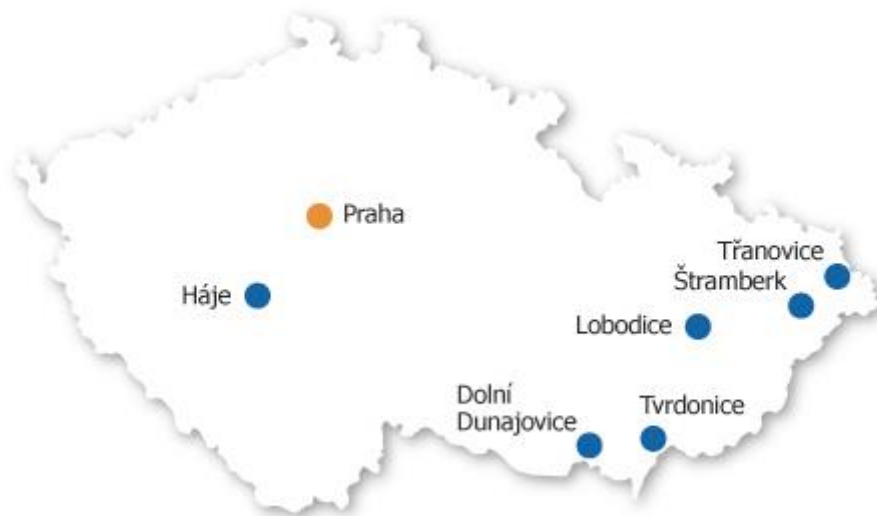 Praha
Třanovice
Štramberk
Háje
Lobodice
Dolní
Dunajovice
Tvrdonice